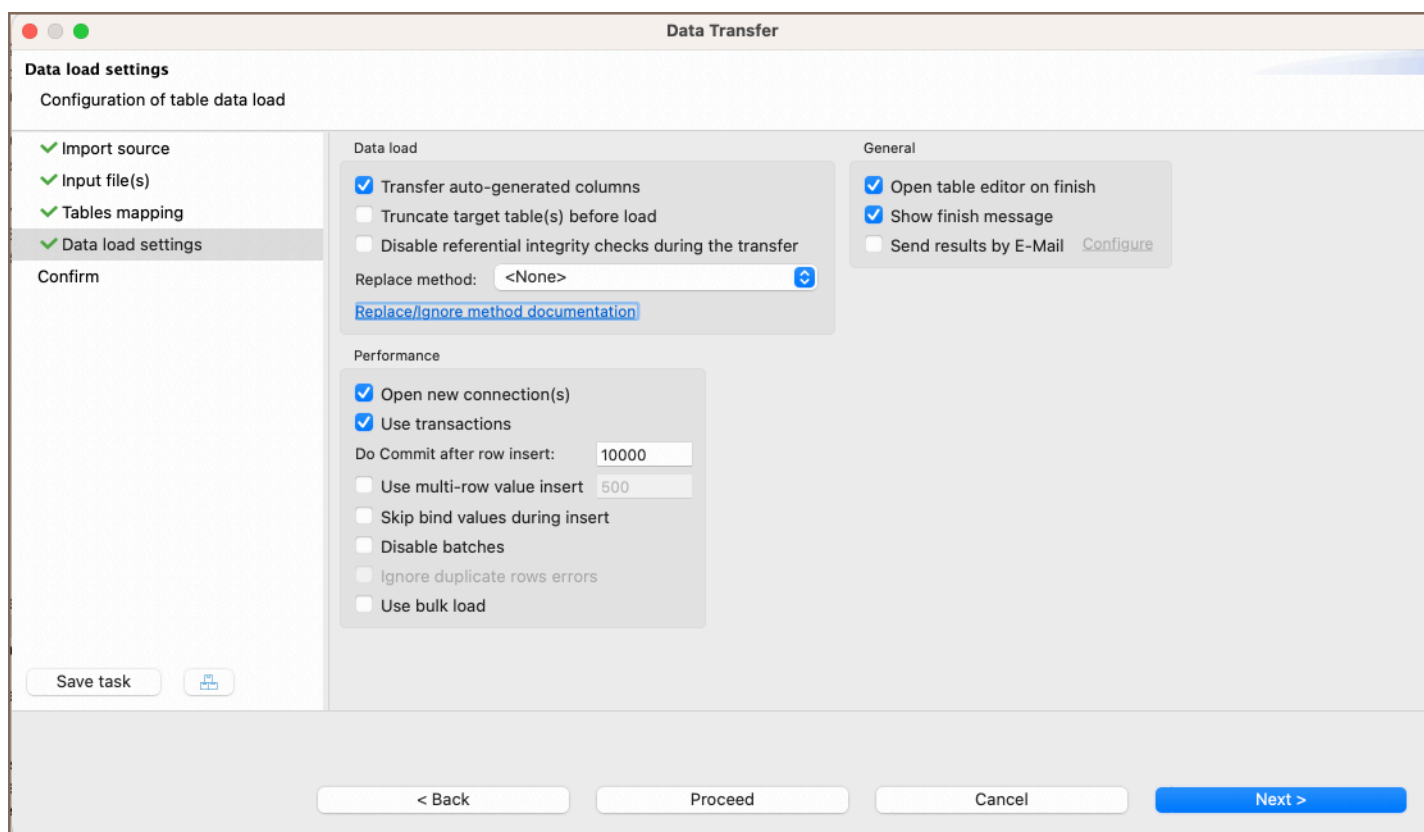 Data Transfer
Data load settings
Configuration of table data load
Import source
Input file(s)
Tables mapping
Data load settings
Confirm
Save task
Data load
Transfer auto-generated columns
Truncate target table(s) before load
Disable referential integrity checks during the transfer
Replace method: <None>
Replace/Ignore method documentation
General
Open table editor on finish
Show finish message
Send results by E-Mail Configure
Performance
Open new connection(s)
Use transactions
Do Commit after row insert: 10000
Use multi-row value insert 500
Skip bind values during insert
Disable batches
Ignore duplicate rows errors
Use bulk load
< Back
Proceed
Cancel
Next >